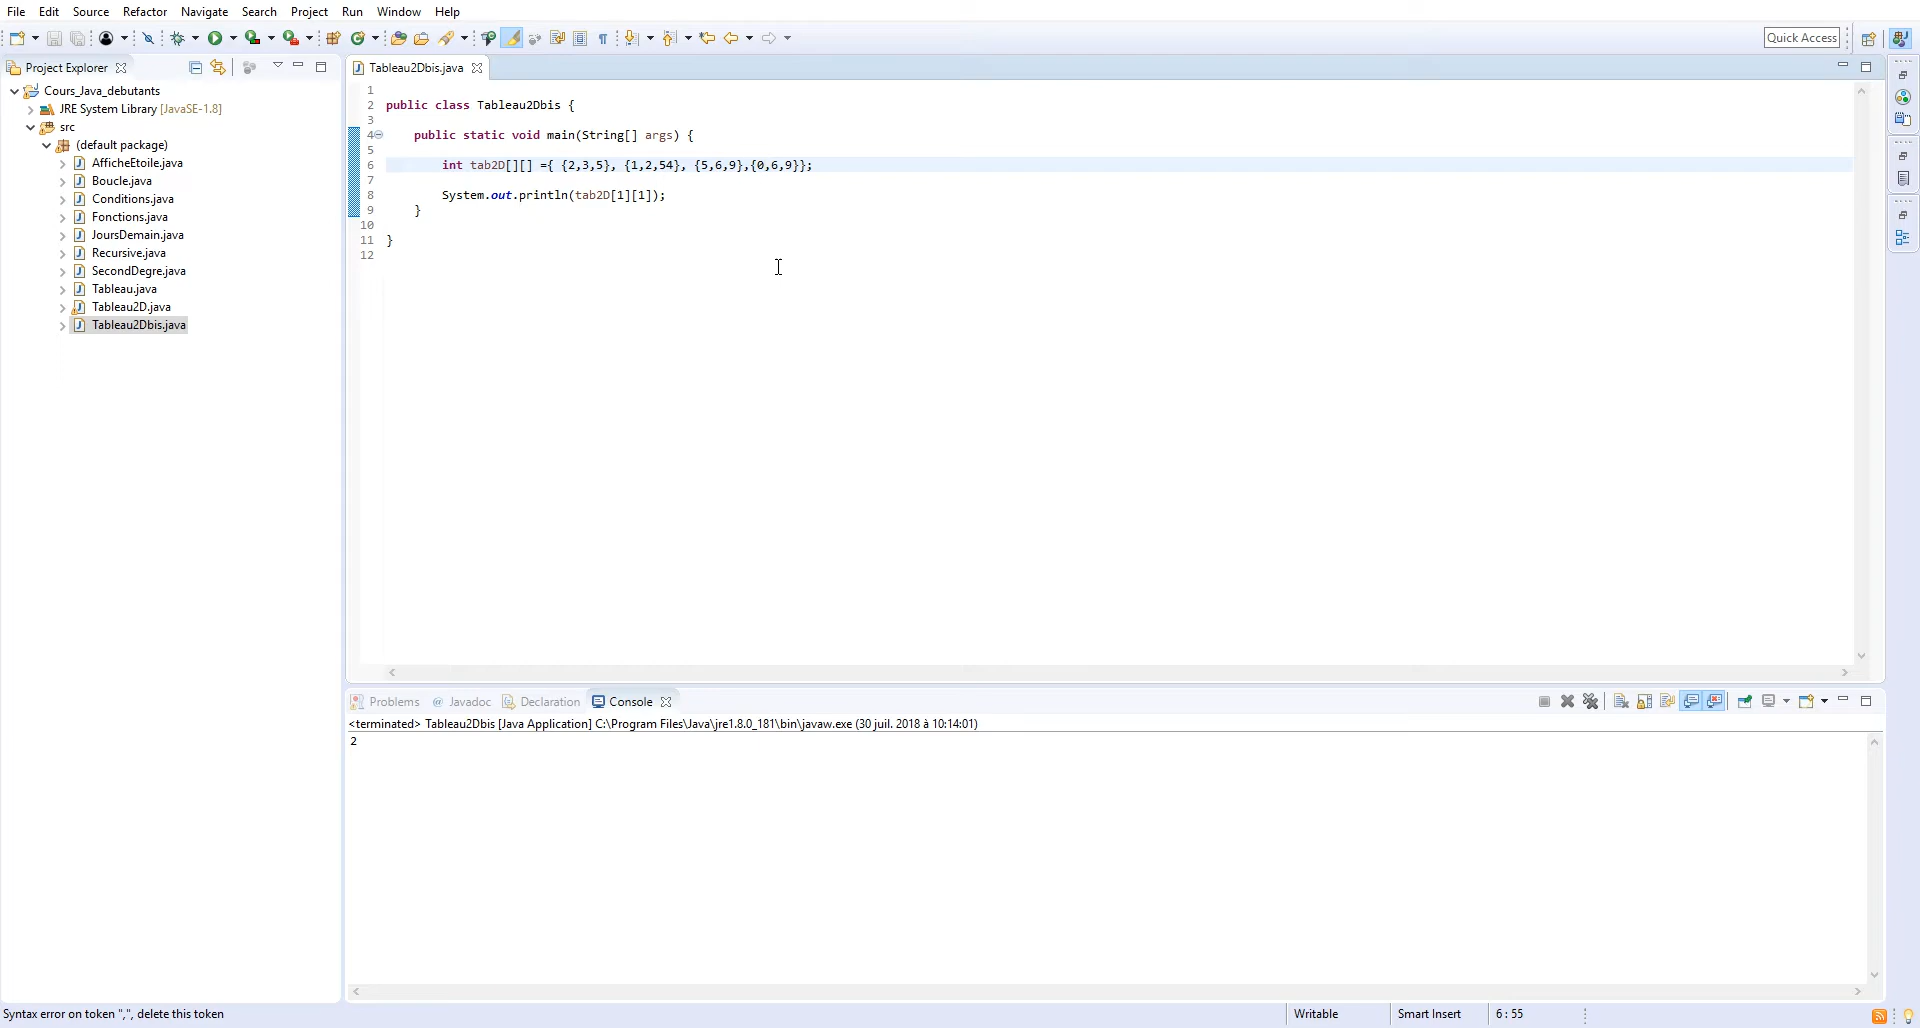 File Edit Source Refactor Navigate Search Project Run Window Help
Quick Access
Project Explorer
Tableau2Dbis.java
Cours_Java_debutants
JRE System Library [JavaSE-1.8]
src
(default package)
AfficheEtoile.java
Boucle.java
Conditions.java
Fonctions.java
JoursDemain.java
Recursive.java
SecondDegre.java
Tableau.java
Tableau2D.java
Tableau2Dbis.java
1
2 public class Tableau2Dbis {
3
4 public static void main(String[] args) {
5
6 int tab2D[][] ={ {2,3,5}, {1,2,54}, {5,6,9},{0,6,9}};
7
8 System.out.println(tab2D[1][1]);
9 }
10
11 }
12
Problems @ Javadoc Declaration Console
<terminated> Tableau2Dbis [Java Application] C:\Program Files\Java\jre1.8.0_181\bin\javaw.exe (30 juil. 2018 à 10:14:01)
2
Syntax error on token ",", delete this token Writable Smart Insert 6 : 55